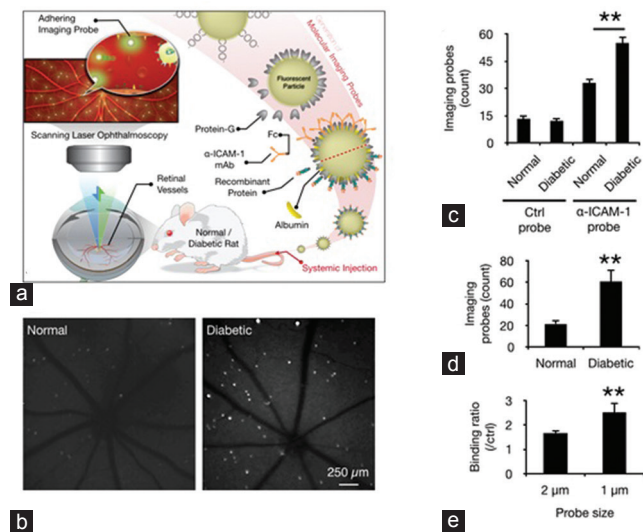 Adhering
Imaging Probe
Scanning Laser Ophthalmoscopy
Retinal
Vessels
Molecular Imaging Probes
Fluorescent
Particle
Protein-G
Fc
α-ICAM-1
mAb
Recombinant
Protein
Albumin
Normal /
Diabetic Rat
Systemic Injection
a
Normal
Diabetic
250 µm
b
Imaging probes
(count)
60
45
30
15
0
**
Normal
Diabetic
Normal
Diabetic
Ctrl
probe
α-ICAM-1
probe
c
Imaging
probes (count)
80
60
40
20
0
**
Normal
Diabetic
d
Binding ratio
(/ctrl)
3
2
1
0
**
2 µm
1 µm
Probe size
e